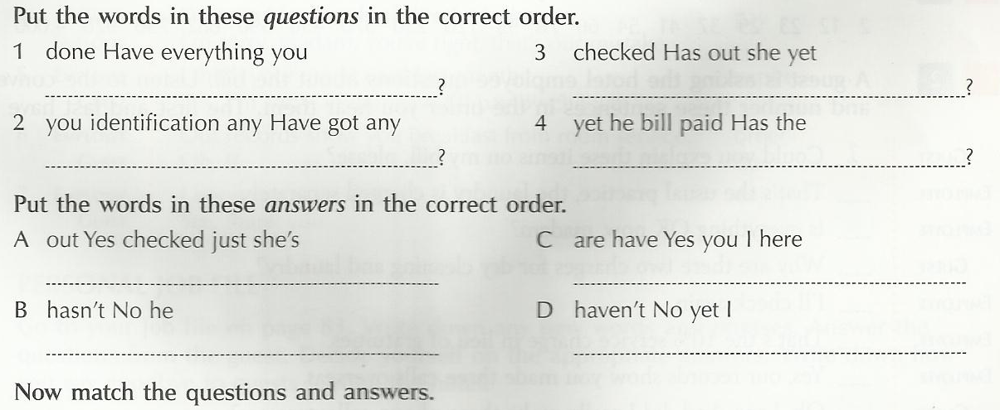 Put the words in these questions in the correct order.
1 done Have everything you
?
2 you identification any Have got any
?
3 checked Has out she yet
?
4 yet he bill paid Has the
?
Put the words in these answers in the correct order.
A out Yes checked just she's
B hasn't No he
C are have Yes you I here
D haven't No yet I
Now match the questions and answers.